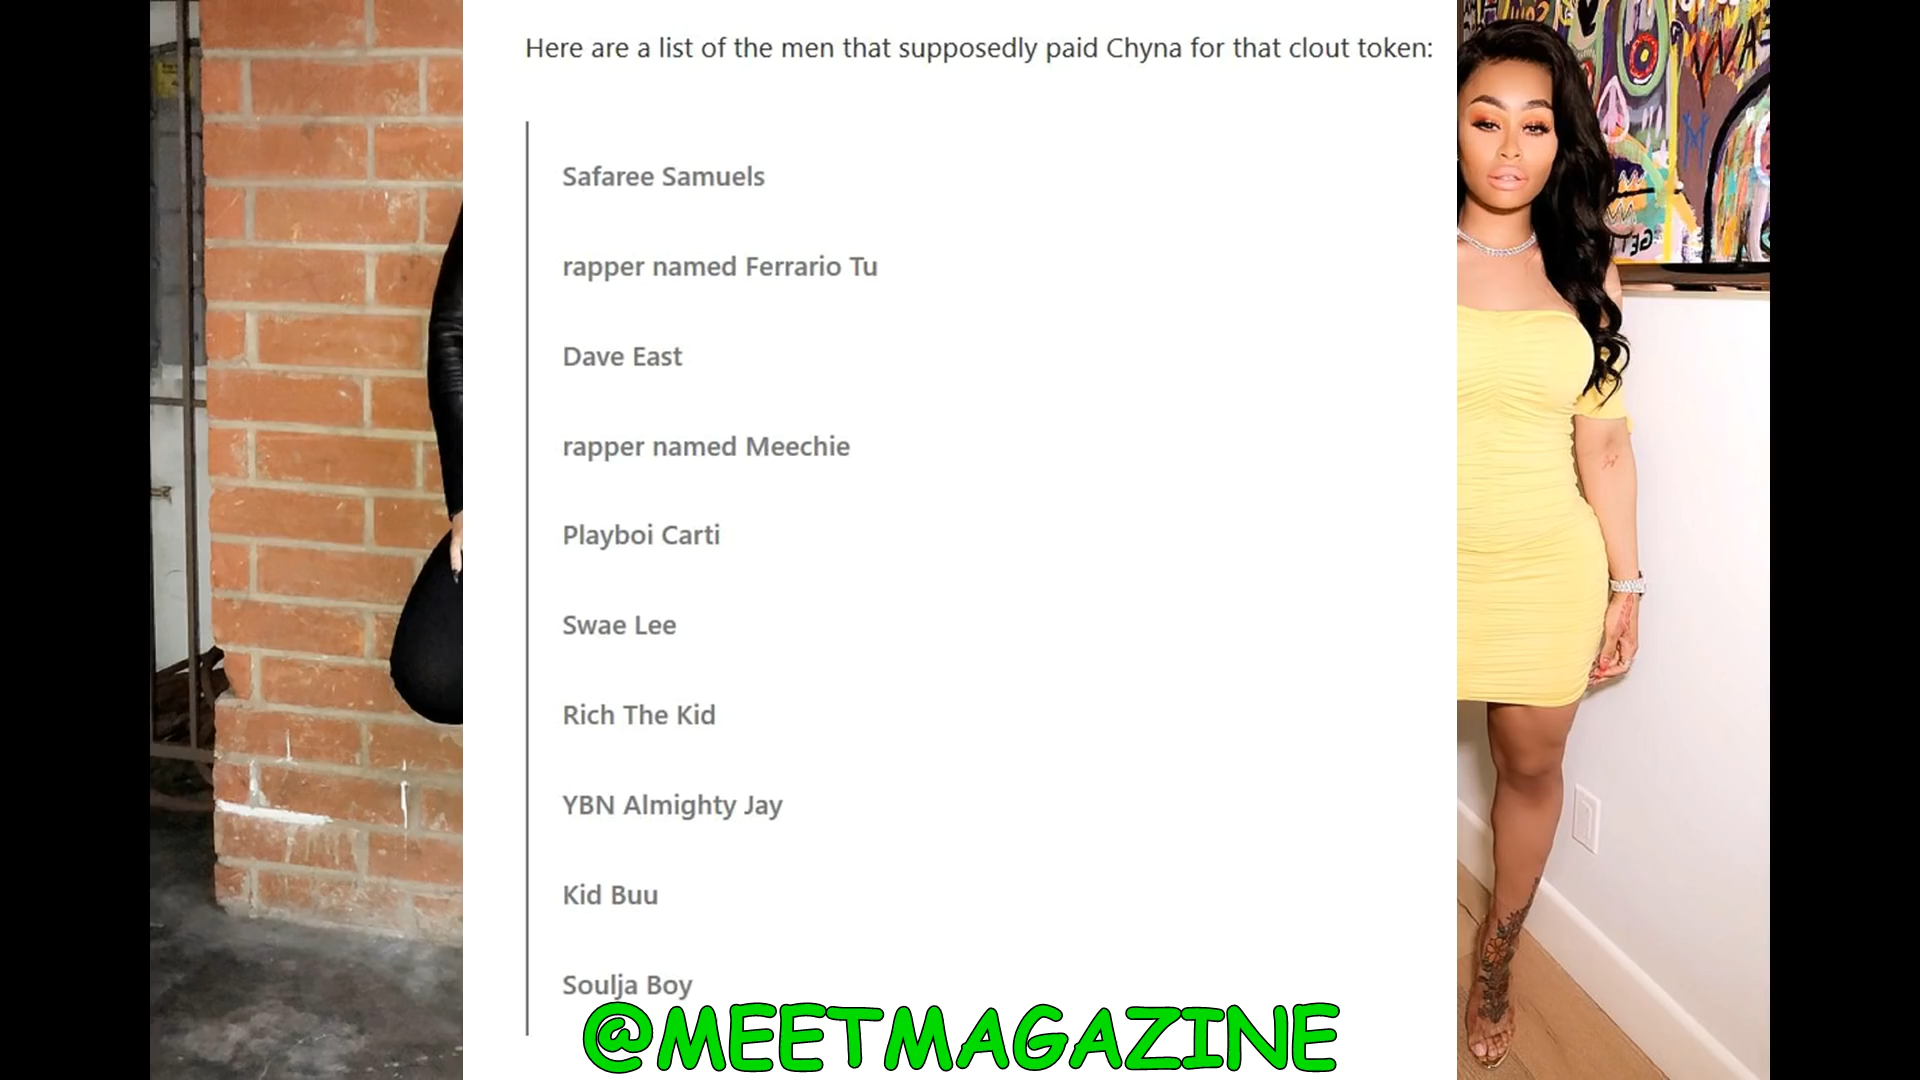 Here are a list of the men that supposedly paid Chyna for that clout token:
Safaree Samuels
rapper named Ferrario Tu
Dave East
rapper named Meechie
Playboi Carti
Swae Lee
Rich The Kid
YBN Almighty Jay
Kid Buu
Soulja Boy
@MEETMAGAZINE